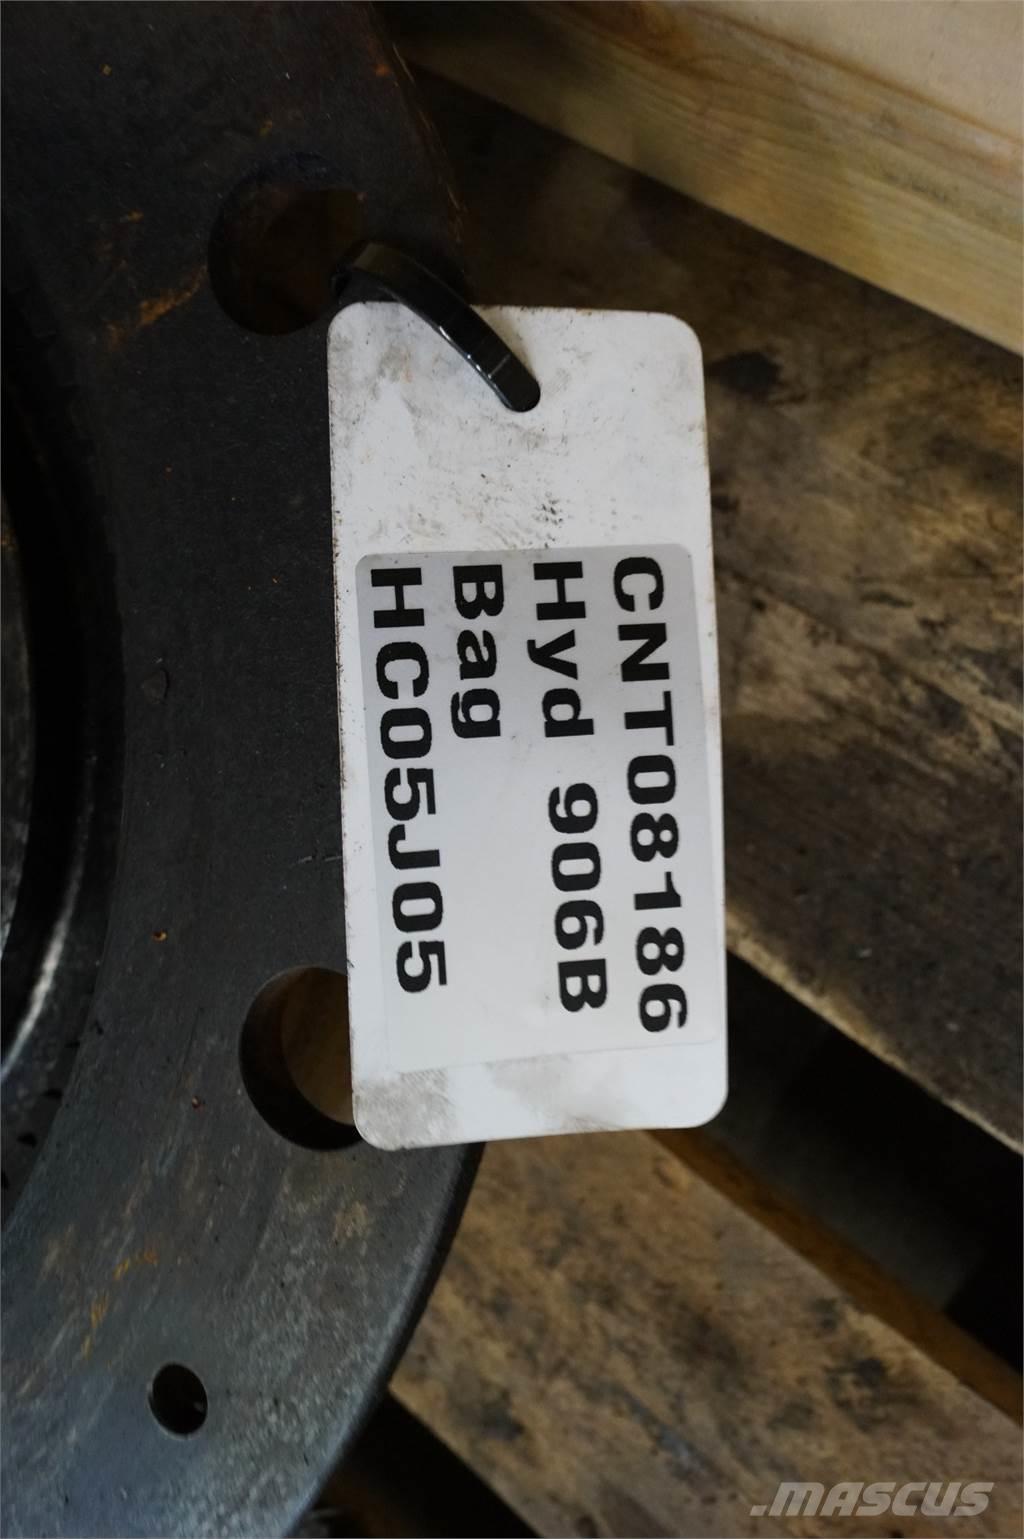 CNT08186
Hyd 906B
Bag
HC05J05
.MASCUS